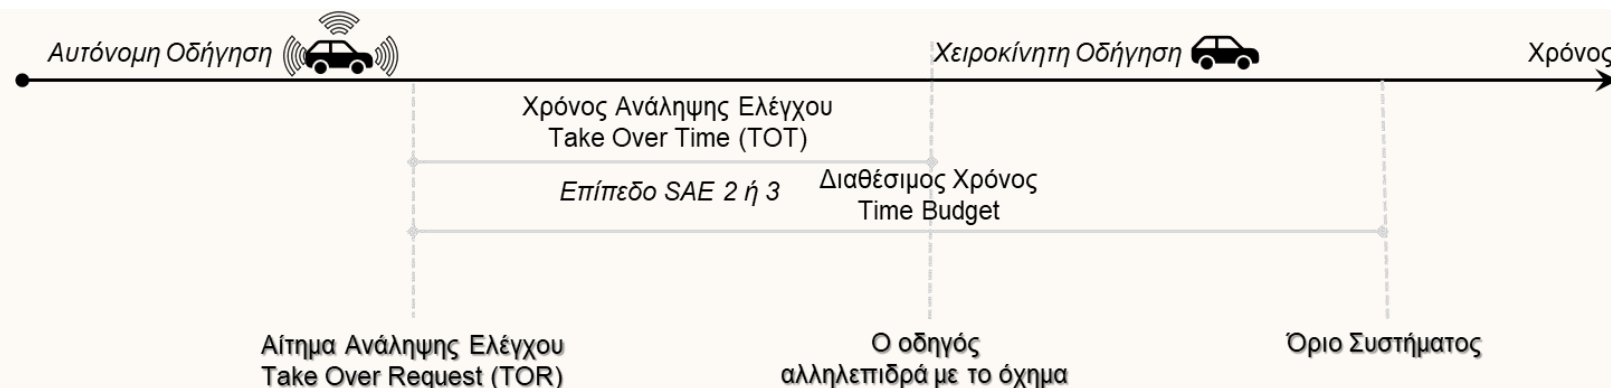 Αυτόνομη Οδήγηση
Χειροκίνητη Οδήγηση
Χρόνος
Χρόνος Ανάληψης Ελέγχου
Take Over Time (TOT)
Επίπεδο SAE 2 ή 3
Διαθέσιμος Χρόνος
Time Budget
Αίτημα Ανάληψης Ελέγχου
Take Over Request (TOR)
Ο οδηγός
αλληλεπιδρά με το όχημα
Όριο Συστήματος